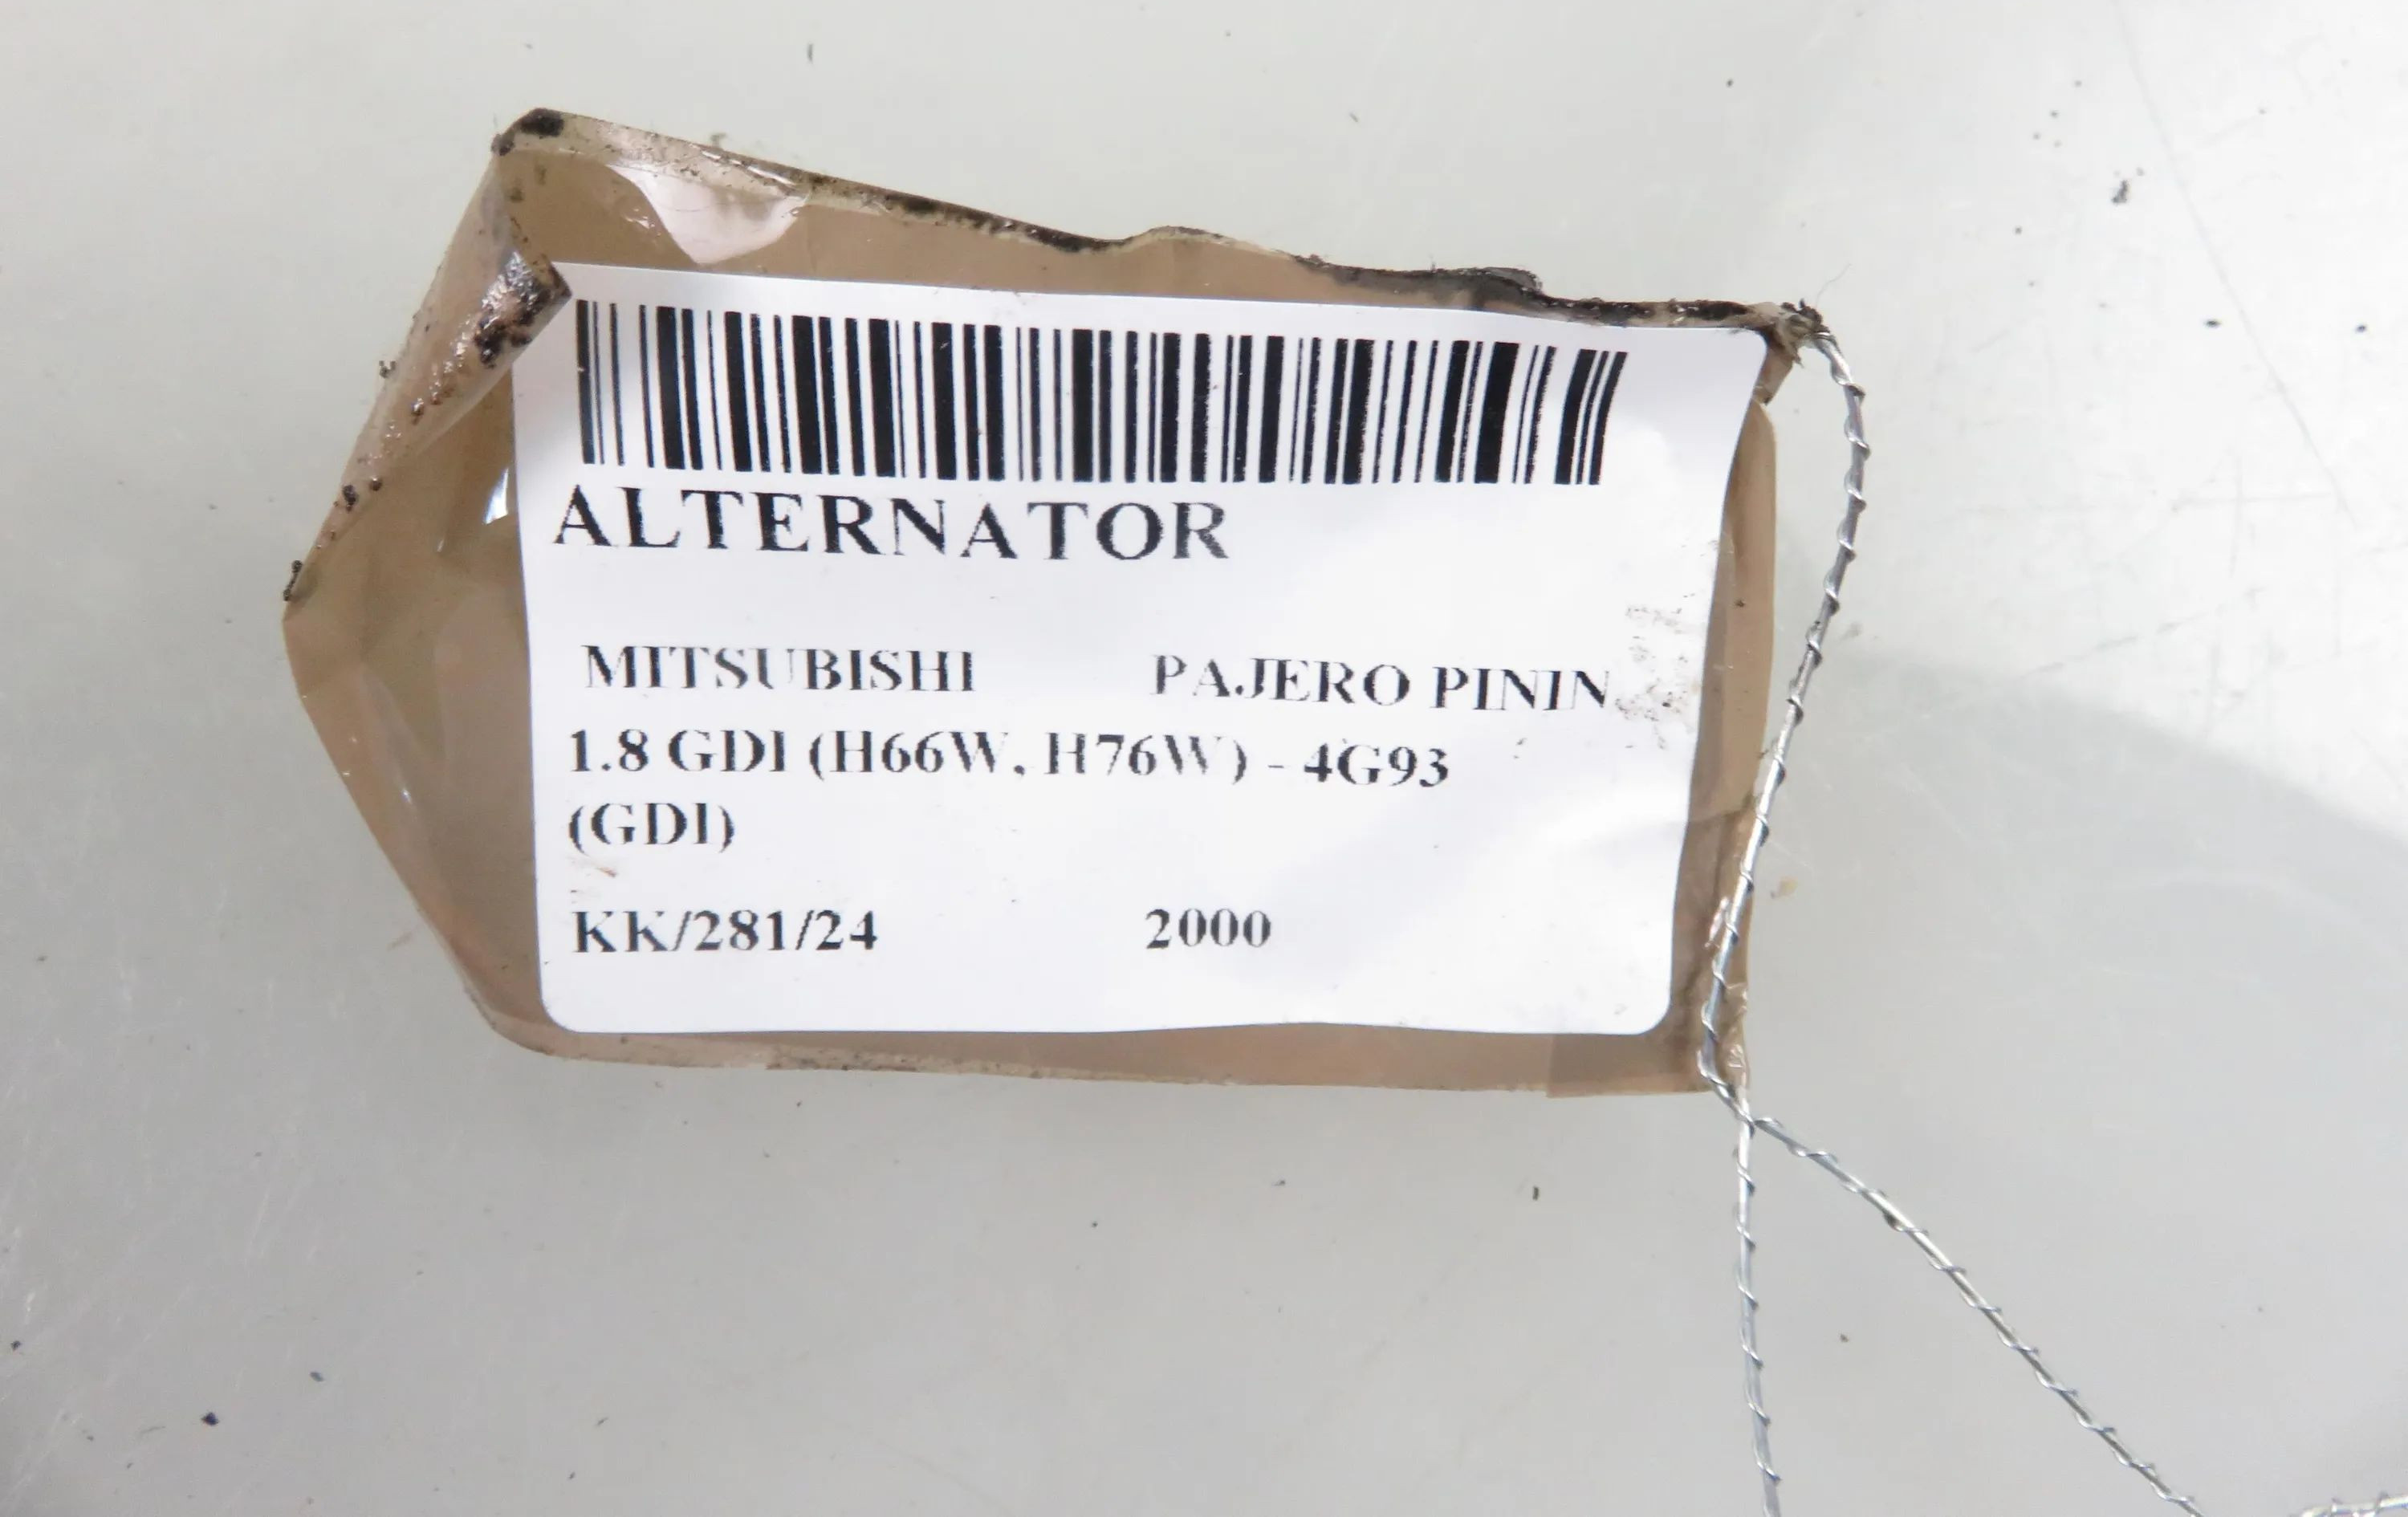 ALTERNATOR
MITSUBISHI PAJERO PININ
1.8 GDI (H66W, H76W) - 4G93
(GDI)
KK/281/24 2000